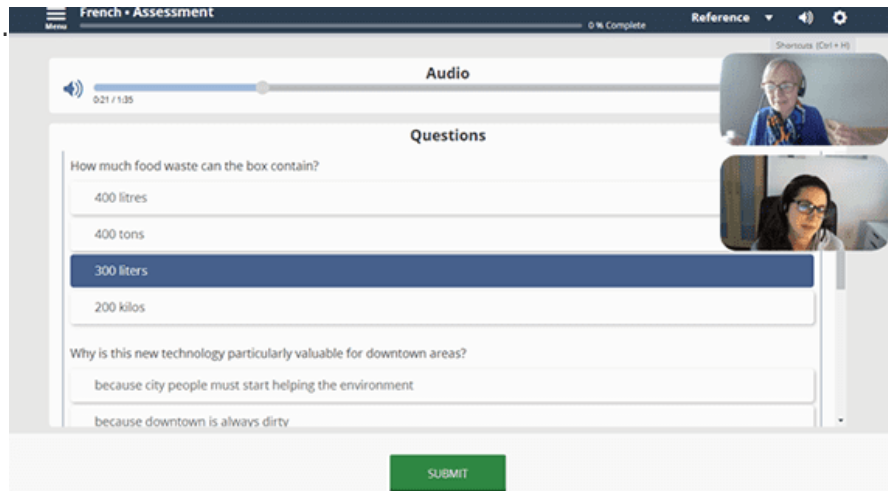 French • Assessment
Menu
0 % Complete
Reference
Shortcuts (Ctrl + H)
Audio
0:21 / 1:35
Questions
How much food waste can the box contain?
400 litres
400 tons
300 liters
200 kilos
Why is this new technology particularly valuable for downtown areas?
because city people must start helping the environment
because downtown is always dirty
SUBMIT